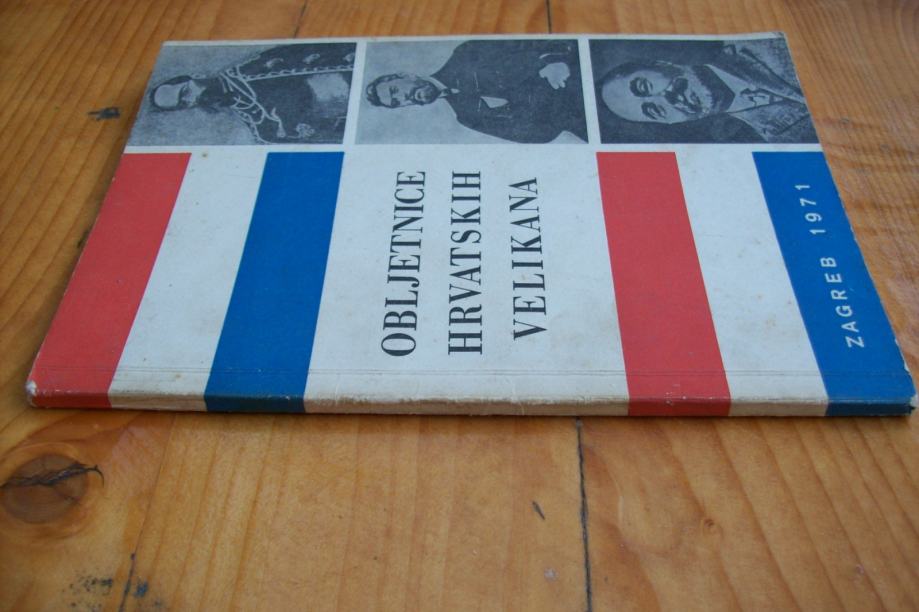 OBLJETNICE
HRVATSKIH
VELIKANA
ZAGREB 1971